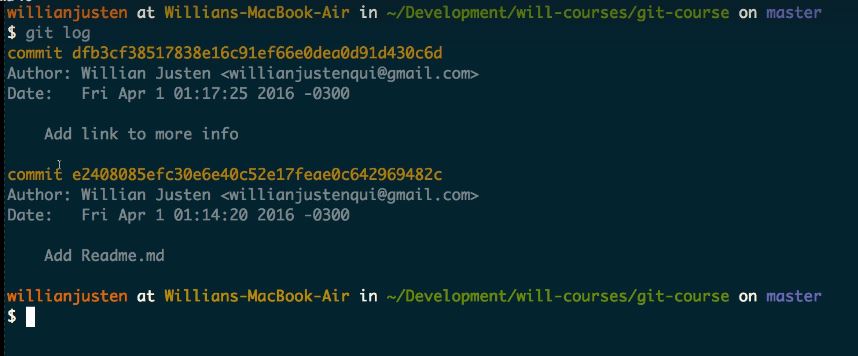 willianjusten at Willians-MacBook-Air in ~/Development/will-courses/git-course on master
$ git log
commit dfb3cf38517838e16c91ef66e0dea0d91d430c6d
Author: Willian Justen <willianjustenqui@gmail.com>
Date:   Fri Apr 1 01:17:25 2016 -0300
    Add link to more info
commit e2408085efc30e6e40c52e17feae0c642969482c
Author: Willian Justen <willianjustenqui@gmail.com>
Date:   Fri Apr 1 01:14:20 2016 -0300
    Add Readme.md
willianjusten at Willians-MacBook-Air in ~/Development/will-courses/git-course on master
$